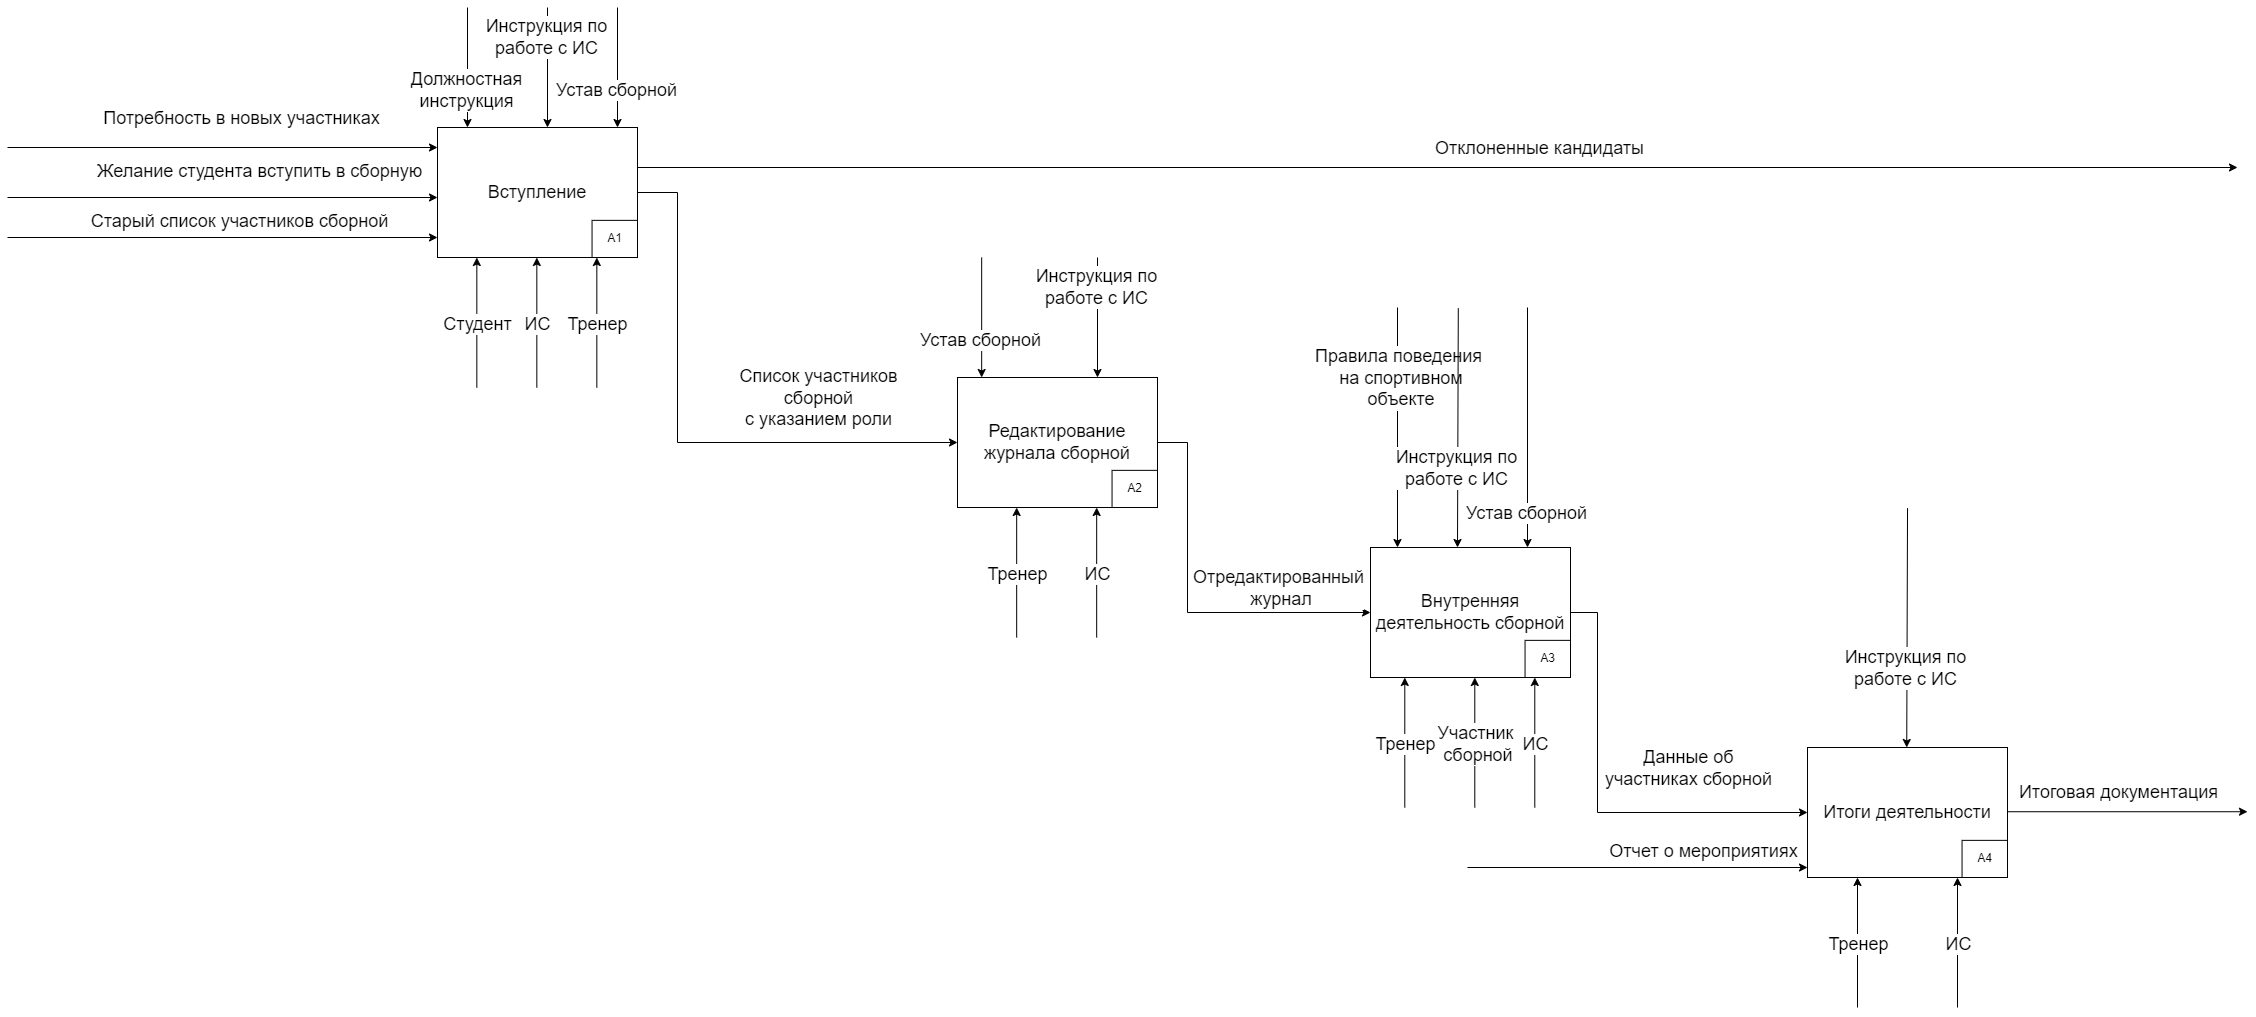 Инструкция по
работе с ИС
Должностная
инструкция
Устав сборной
Потребность в новых участниках
Желание студента вступить в сборную
Старый список участников сборной
Вступление
A1
Отклоненные кандидаты
Студент
ИС
Тренер
Список участников
сборной
с указанием роли
Устав сборной
Инструкция по
работе с ИС
Редактирование
журнала сборной
A2
Тренер
ИС
Отредактированный
журнал
Правила поведения
на спортивном
объекте
Инструкция по
работе с ИС
Устав сборной
Внутренняя
деятельность сборной
A3
Тренер
Участник
сборной
ИС
Данные об
участниках сборной
Отчет о мероприятиях
Инструкция по
работе с ИС
Итоги деятельности
A4
Итоговая документация
Тренер
ИС